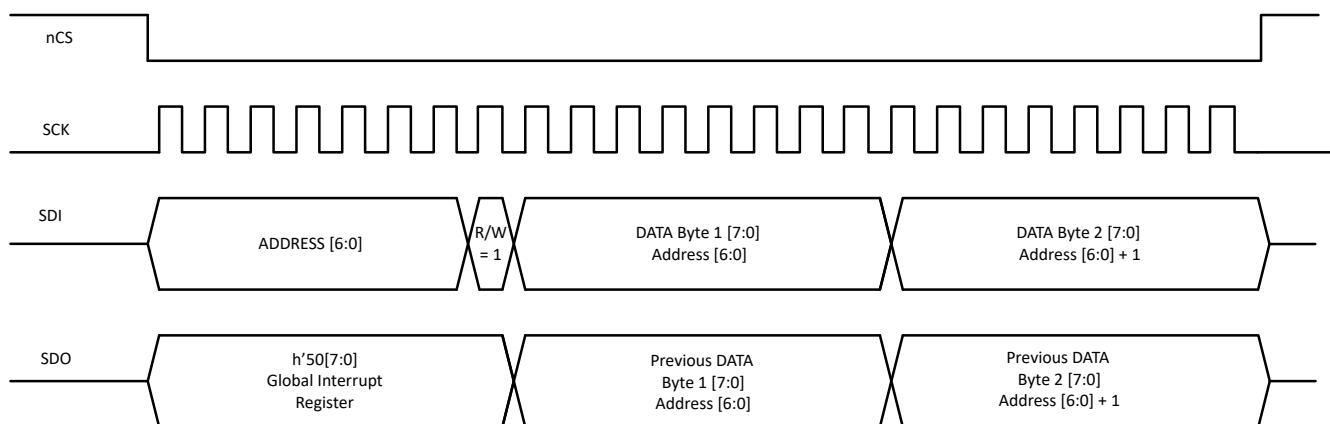 nCS
SCK
SDI
ADDRESS [6:0]
R/W
= 1
DATA Byte 1 [7:0]
Address [6:0]
DATA Byte 2 [7:0]
Address [6:0] + 1
SDO
h’50[7:0]
Global Interrupt
Register
Previous DATA
Byte 1 [7:0]
Address [6:0]
Previous DATA
Byte 2 [7:0]
Address [6:0] + 1